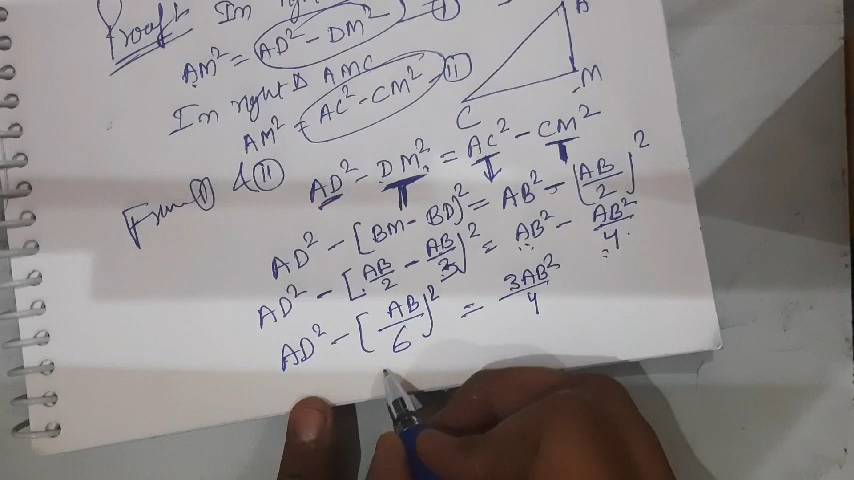 Proof: In
AM² = AD² - DM² - I
In right Δ AMC
AM² = AC² - CM² - II
A
M
C
From I & II
AD² - DM² = AC² - CM²
AD² - [BM - BD]² = AB² - [AB/2]²
AD² - [AB/2 - AB/3]² = AB² - AB²/4
AD² - [AB/6]² = 3AB²/4